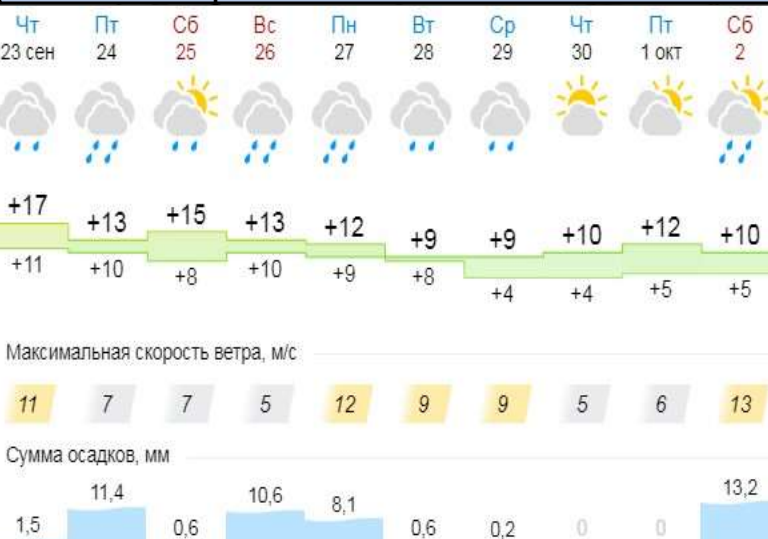 Чт Пт Сб Вс Пн Вт Ср Чт Пт Сб
23 сен 24 25 26 27 28 29 30 1 окт 2
+17 +13 +15 +13 +12 +9 +9 +10 +12 +10
+11 +10 +8 +10 +9 +8 +4 +4 +5 +5
Максимальная скорость ветра, м/с
11 7 7 5 12 9 9 5 6 13
Сумма осадков, мм
1,5 11,4 0,6 10,6 8,1 0,6 0,2 0 0 13,2